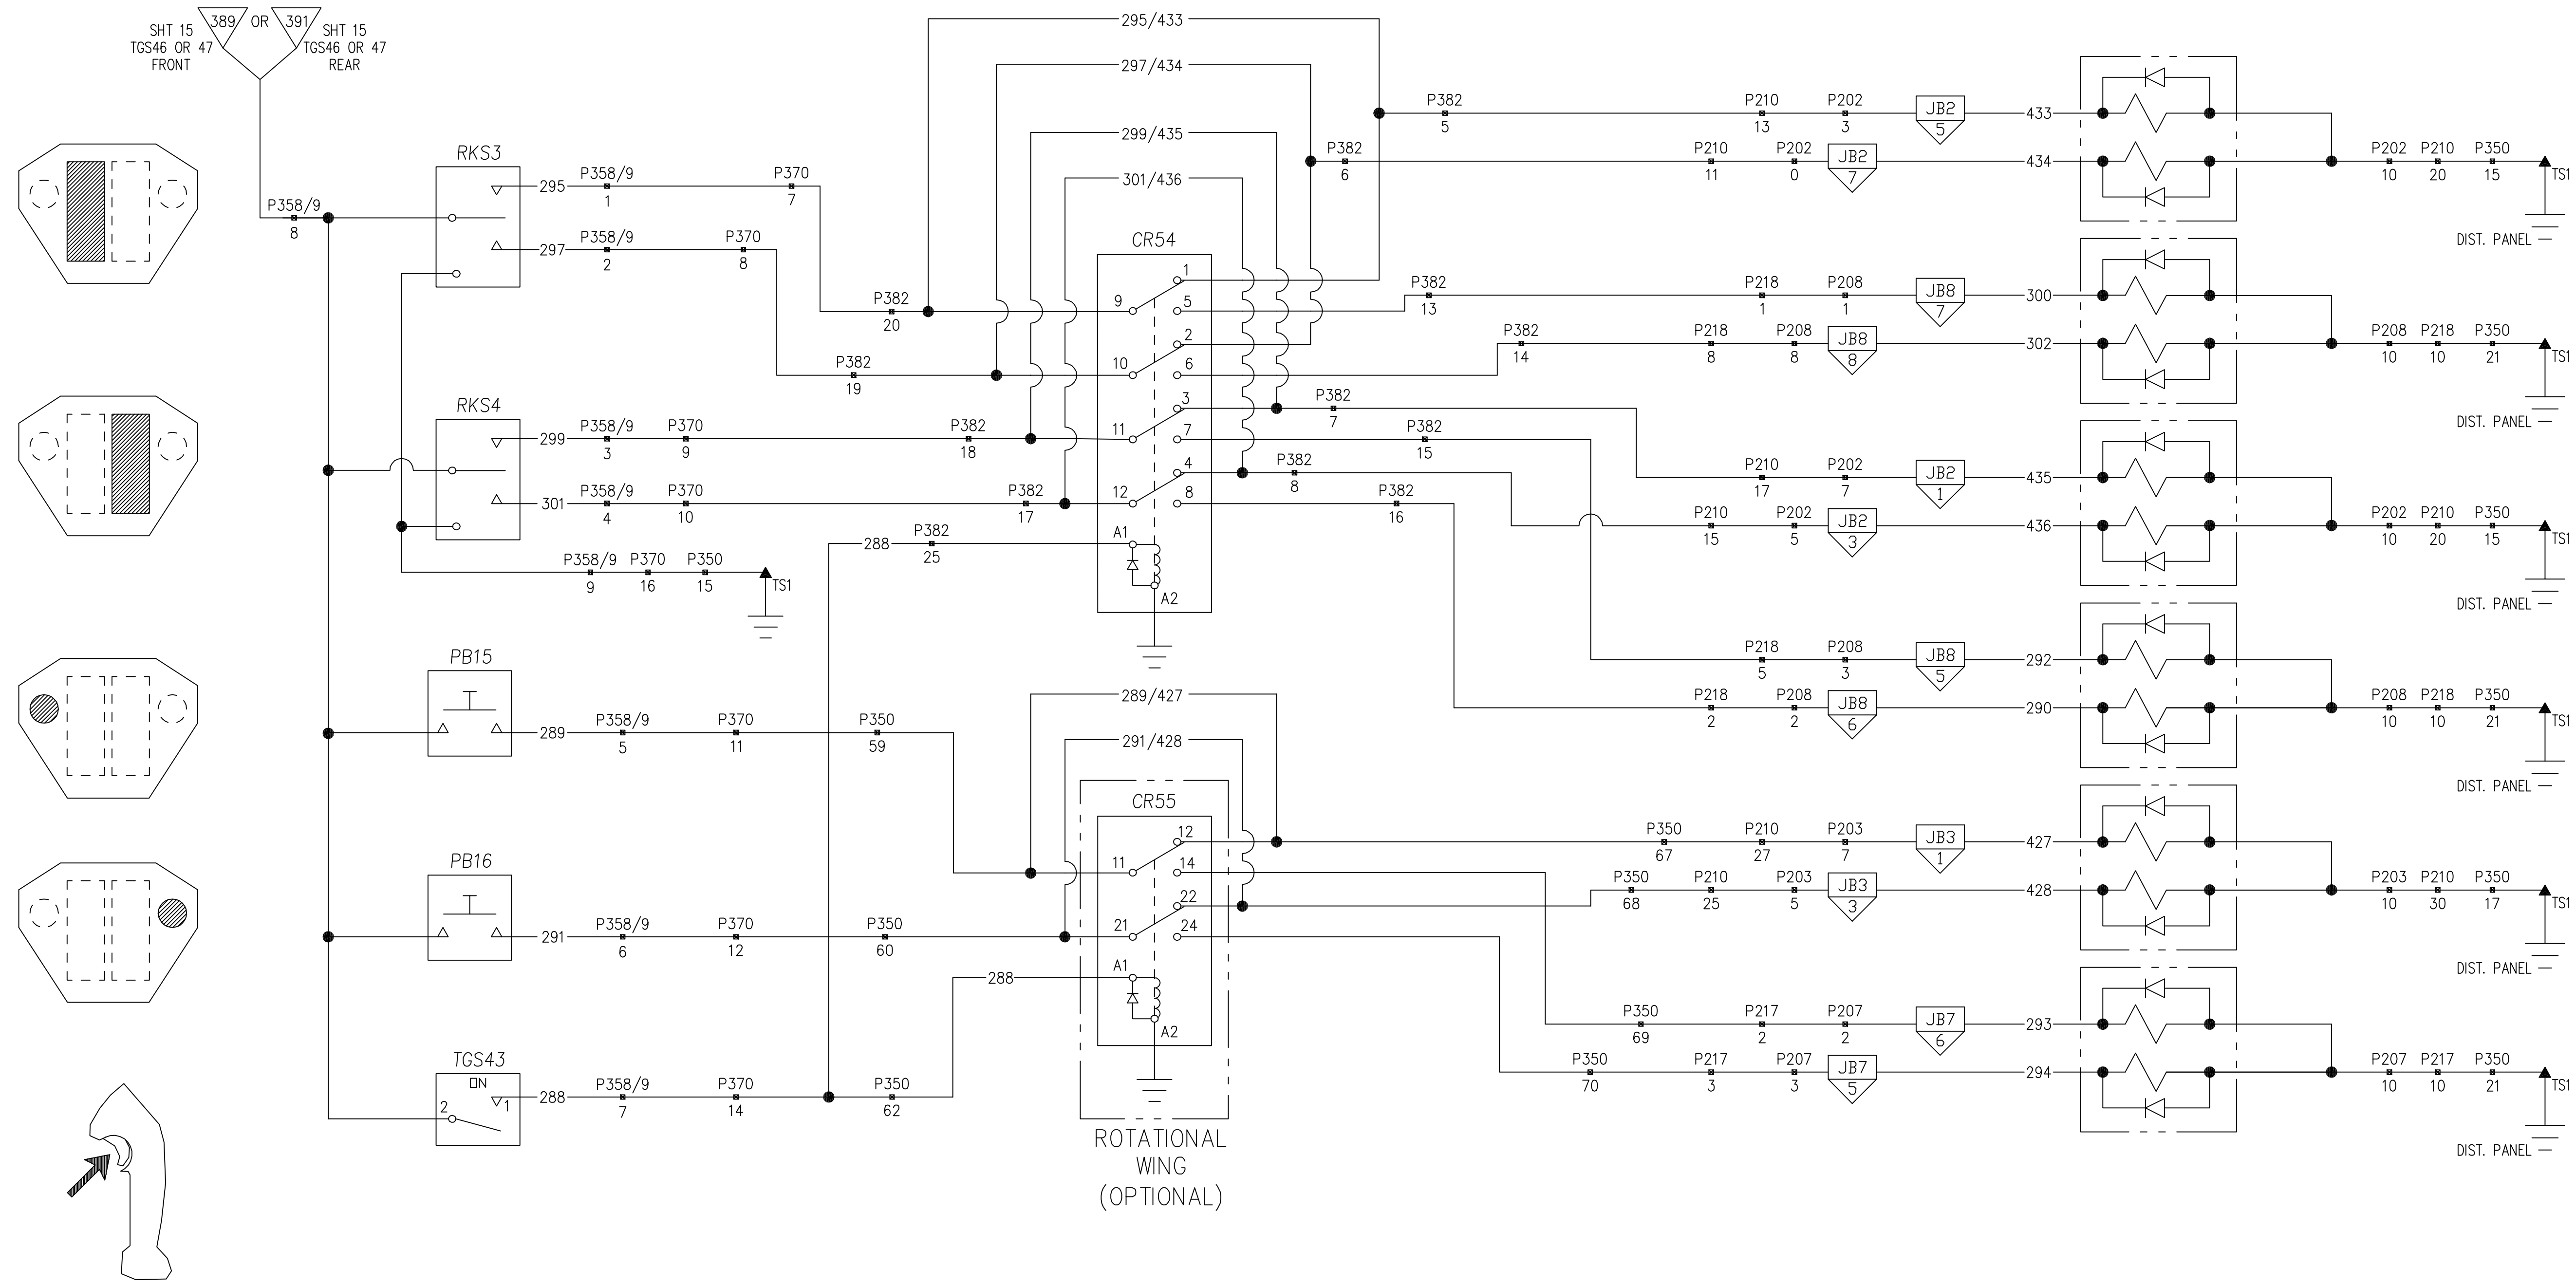 389 OR 391
SHT 15
TGS46 OR 47
FRONT
SHT 15
TGS46 OR 47
REAR
295/433
297/434
299/435
301/436
P358/9
8
RKS3
295
P358/9
1
P370
7
297
P358/9
2
P370
8
P382
20
P382
19
RKS4
299
P358/9
3
P370
9
P382
18
301
P358/9
4
P370
10
P382
17
288
P382
25
P358/9
9
P370
16
P350
15
TS1
CR54
9
1
5
10
2
6
11
3
7
12
4
8
A1
A2
P382
5
P210
13
P202
3
JB2
5
433
P382
6
P210
11
P202
0
JB2
7
434
P202
10
P210
20
P350
15
TS1
DIST. PANEL
P382
13
P218
1
P208
1
JB8
7
300
P382
14
P218
8
P208
8
JB8
8
302
P208
10
P218
10
P350
21
TS1
DIST. PANEL
P382
7
P382
15
P382
8
P382
16
P210
17
P202
7
JB2
1
435
P210
15
P202
5
JB2
3
436
P202
10
P210
20
P350
15
TS1
DIST. PANEL
P218
5
P208
3
JB8
5
292
P218
2
P208
2
JB8
6
290
P208
10
P218
10
P350
21
TS1
DIST. PANEL
PB15
289
P358/9
5
P370
11
P350
59
289/427
291/428
PB16
291
P358/9
6
P370
12
P350
60
TGS43
ON
2
1
288
P358/9
7
P370
14
P350
62
288
CR55
11
12
14
21
22
24
A1
A2
ROTATIONAL
WING
(OPTIONAL)
P350
67
P210
27
P203
7
JB3
1
427
P350
68
P210
25
P203
5
JB3
3
428
P203
10
P210
30
P350
17
TS1
DIST. PANEL
P350
69
P217
2
P207
2
JB7
6
293
P350
70
P217
3
P207
3
JB7
5
294
P207
10
P217
10
P350
21
TS1
DIST. PANEL